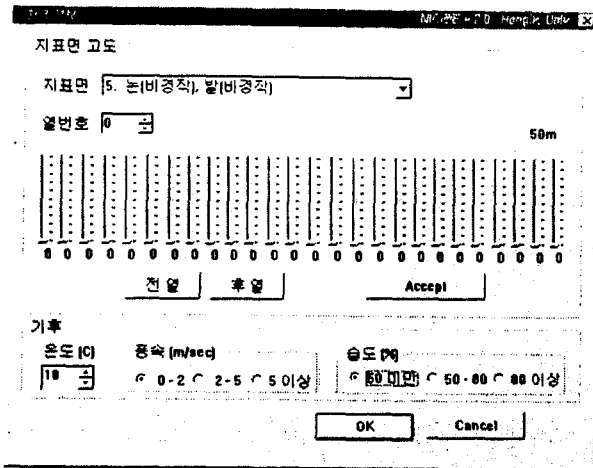 Hongik Univ
지표면 고도
지표면 5. 논(비경작), 밭(비경작)
열번호 0
50m
0 0 0 0 0 0 0 0 0 0 0 0 0 0 0 0 0 0 0 0 0 0 0 0 0 0
전 열 후 열 Accept
기후
온도 (C) 풍속 (m/sec) 습도 (%)
18 0-2 2-5 5 이상 50 미만 50-80 80 이상
OK Cancel